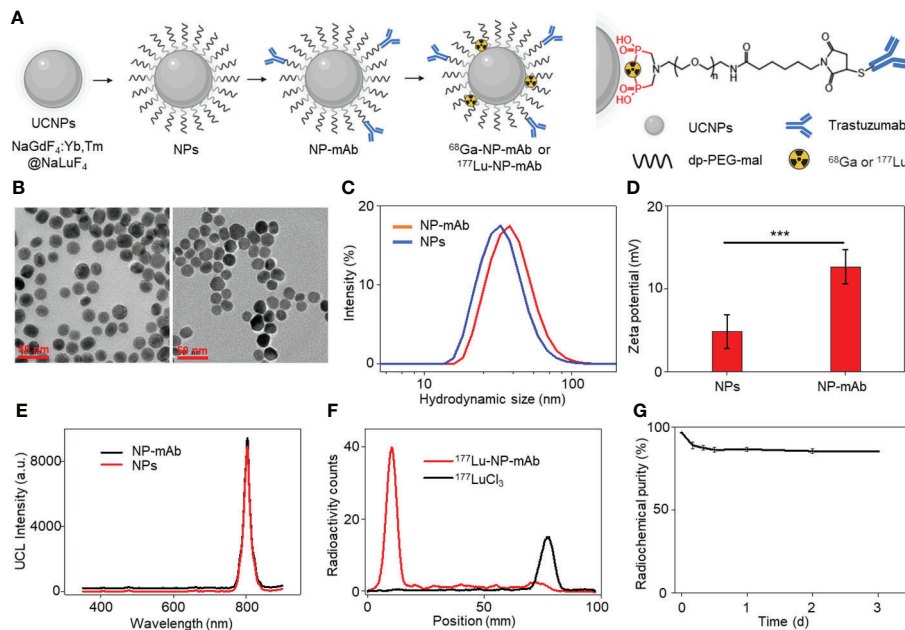 A
UCNPs
NaGdF₄:Yb,Tm
@NaLuF₄
NPs
NP-mAb
⁶⁸Ga-NP-mAb or
¹⁷⁷Lu-NP-mAb
HO
O=P
N
O=P
HO
O
n
NH
O
O
N
O
S
UCNPs
Trastuzumab
dp-PEG-mal
⁶⁸Ga or ¹⁷⁷Lu
B
50 nm
C
NP-mAb
NPs
Intensity (%)
20
10
0
10
100
Hydrodynamic size (nm)
D
***
Zeta potential (mV)
20
10
0
NPs
NP-mAb
E
NP-mAb
NPs
UCL Intensity (a.u.)
8000
4000
0
400
600
800
Wavelength (nm)
F
¹⁷⁷Lu-NP-mAb
¹⁷⁷LuCl₃
Radioactivity counts
40
20
0
0
50
100
Position (mm)
G
Radiochemical purity (%)
100
50
0
0
1
2
3
Time (d)